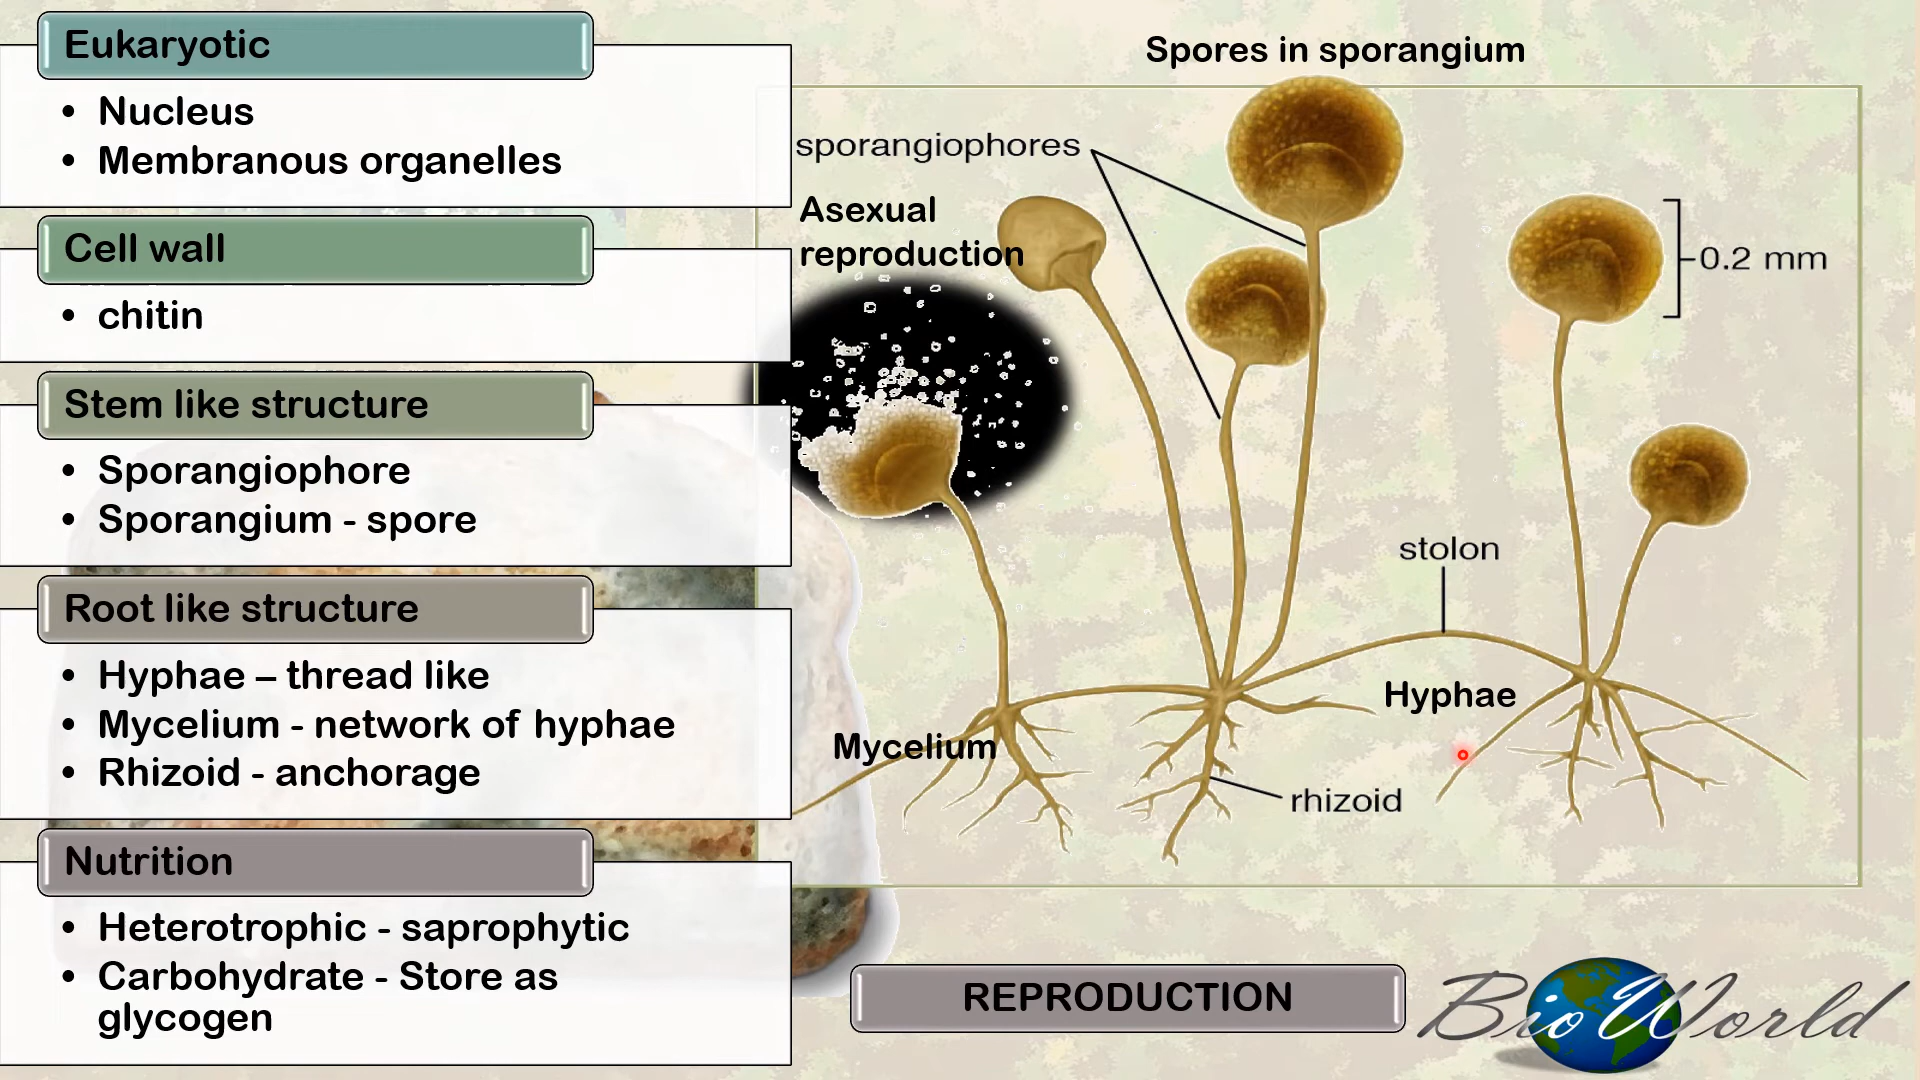 Eukaryotic
• Nucleus
• Membranous organelles
Cell wall
• chitin
Stem like structure
• Sporangiophore
• Sporangium - spore
Root like structure
• Hyphae – thread like
• Mycelium - network of hyphae
• Rhizoid - anchorage
Nutrition
• Heterotrophic - saprophytic
• Carbohydrate - Store as
glycogen
Spores in sporangium
sporangiophores
Asexual
reproduction
0.2 mm
stolon
Hyphae
Mycelium
rhizoid
REPRODUCTION
BioWorld